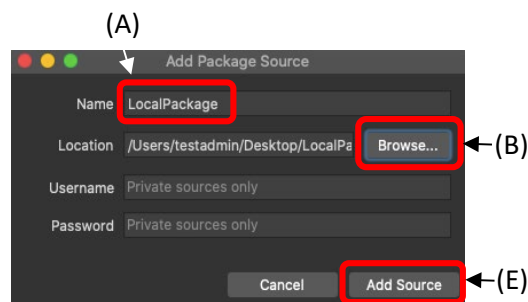 (A)
Add Package Source
Name LocalPackage
Location /Users/testadmin/Desktop/LocalPa Browse... (B)
Username Private sources only
Password Private sources only
Cancel Add Source (E)